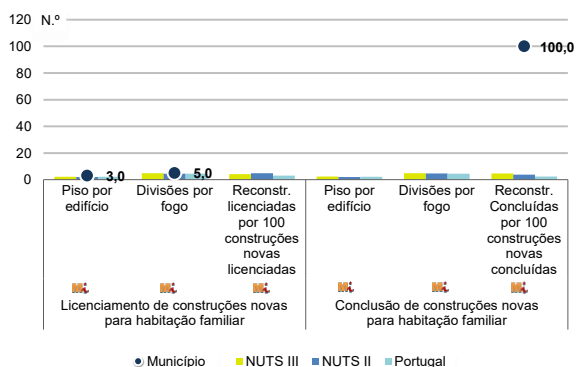 N.º
120
100
80
60
40
20
0
100,0
3,0
5,0
Piso por
edifício
Divisões por
fogo
Reconstr.
licenciadas
por 100
construções
novas
licenciadas
Piso por
edifício
Divisões por
fogo
Reconstr.
Concluídas
por 100
construções
novas
concluídas
Licenciamento de construções novas
para habitação familiar
Conclusão de construções novas
para habitação familiar
Município
NUTS III
NUTS II
Portugal